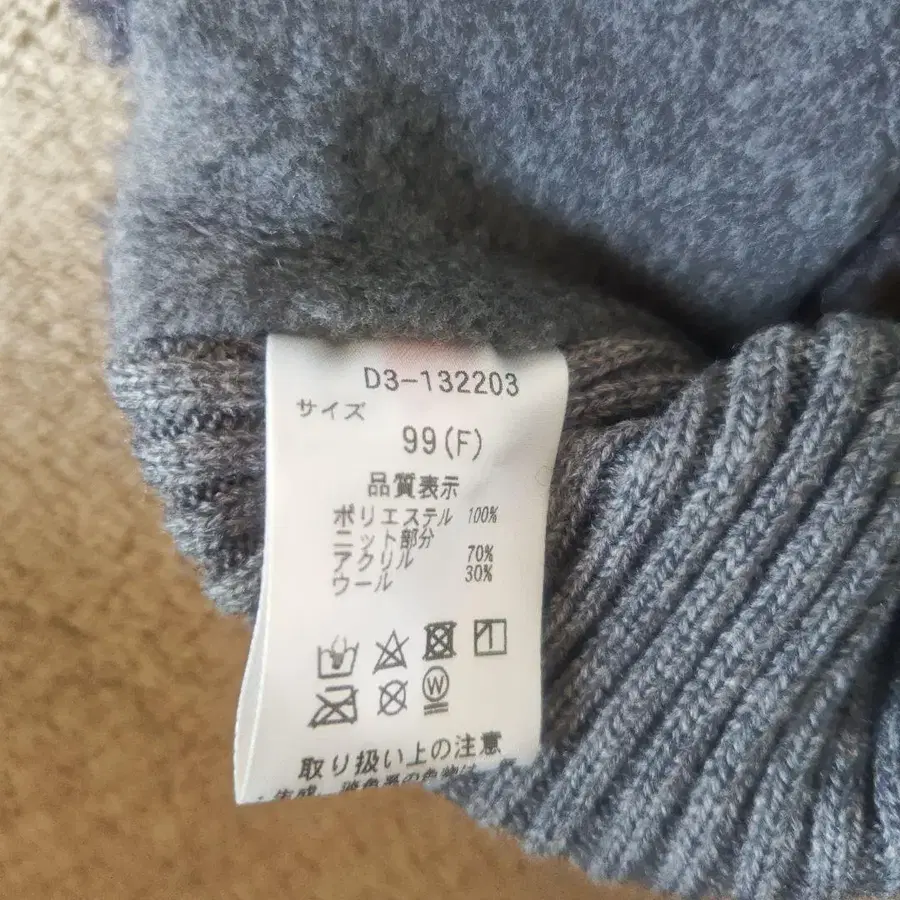 D3-132203
サイズ
99(F)
品質表示
ポリエステル 100%
ニット部分
アクリル 70%
ウール 30%
W
取り扱い上の注意